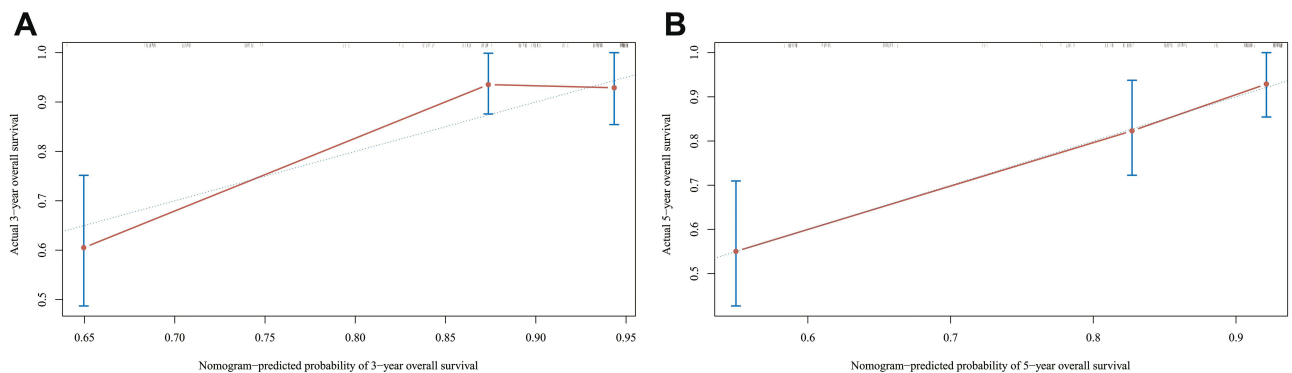 A
Actual 3−year overall survival
1.0
0.9
0.8
0.7
0.6
0.5
0.65 0.70 0.75 0.80 0.85 0.90 0.95
Nomogram−predicted probability of 3−year overall survival
B
Actual 5−year overall survival
1.0
0.9
0.8
0.7
0.6
0.5
0.6 0.7 0.8 0.9
Nomogram−predicted probability of 5−year overall survival